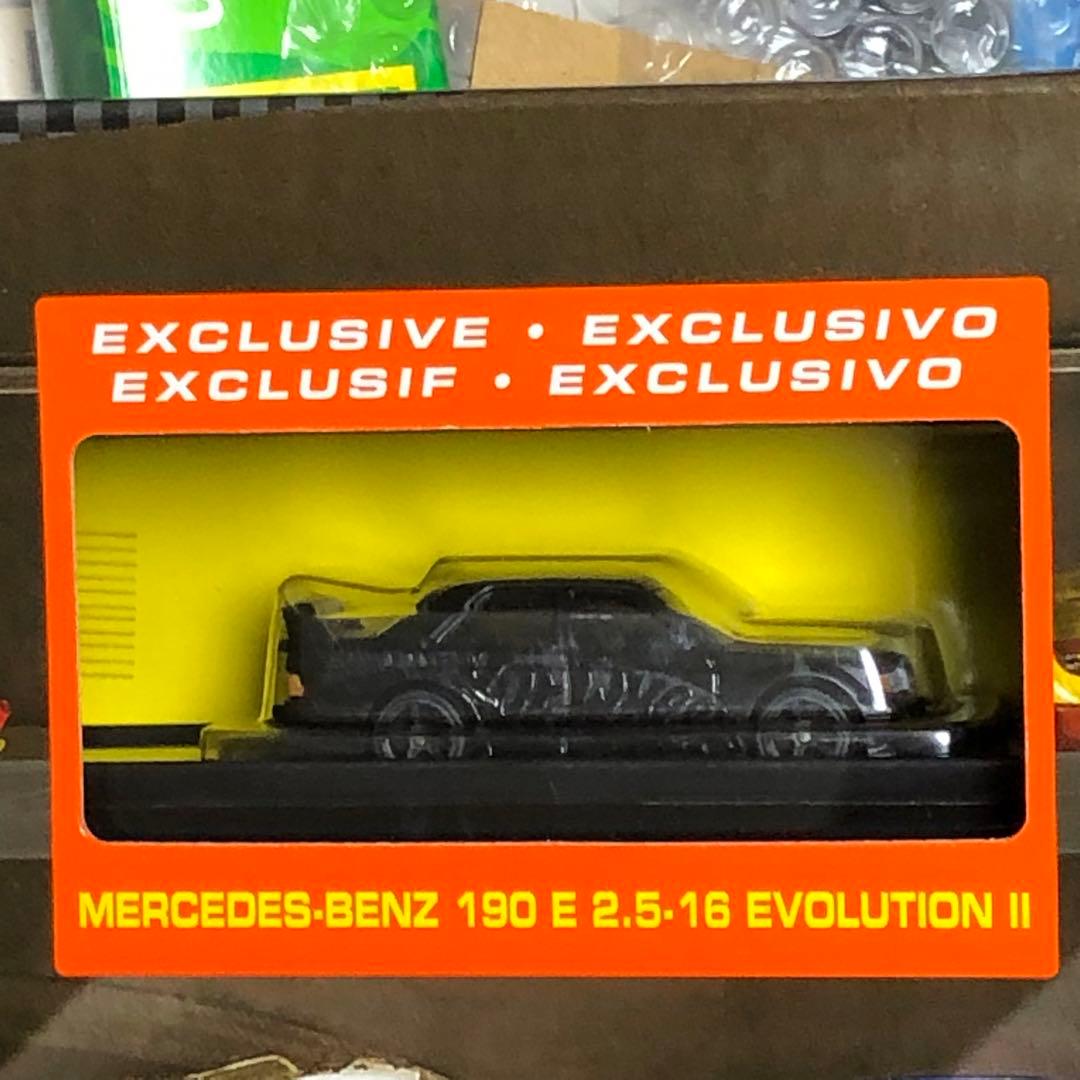 EXCLUSIVE • EXCLUSIVO
EXCLUSIF • EXCLUSIVO
MERCEDES-BENZ 190 E 2.5-16 EVOLUTION II